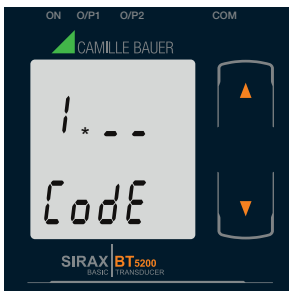 ON O/P1 O/P2 COM
CAMILLE BAUER
1.*_ _
CodE
SIRAX BT5200
BASIC TRANSDUCER